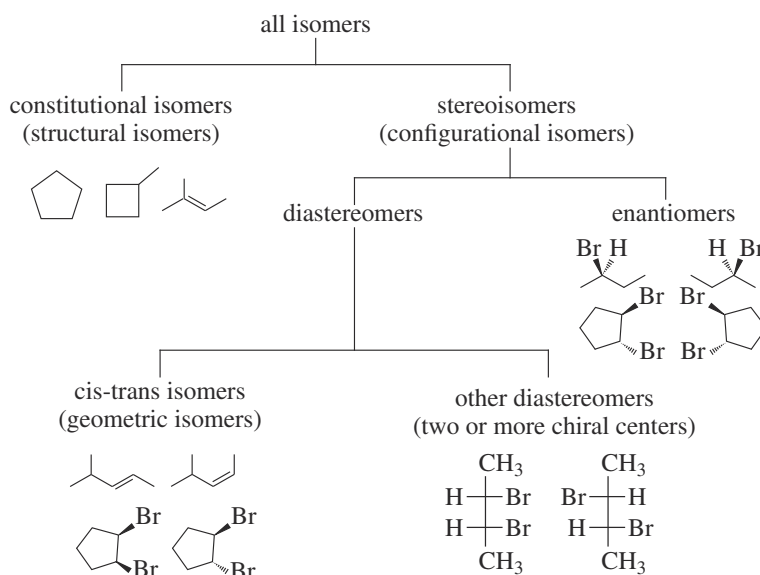 all isomers
constitutional isomers
(structural isomers)
stereoisomers
(configurational isomers)
diastereomers
enantiomers
Br H
H Br
Br
Br
Br
Br
cis-trans isomers
(geometric isomers)
Br
Br
Br
Br
other diastereomers
(two or more chiral centers)
CH₃
H Br
H Br
CH₃
CH₃
Br H
H Br
CH₃